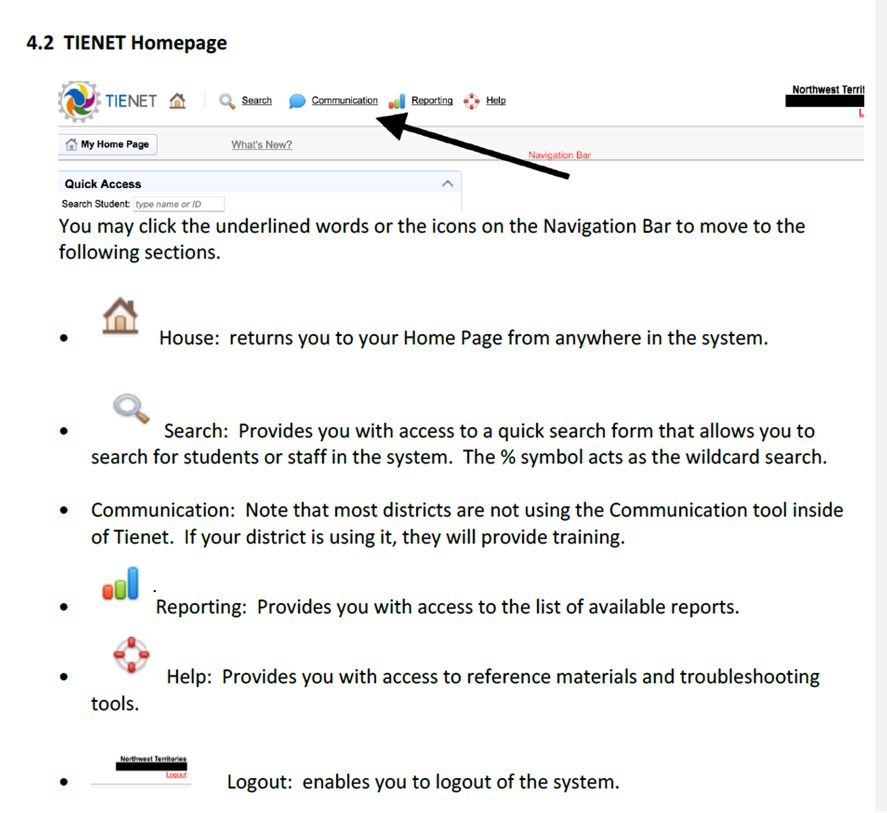 4.2 TIENET Homepage
TIENET Search Communication Reporting Help
Northwest Territ
L
My Home Page What's New?
Navigation Bar
Quick Access
Search Student: type name or ID
You may click the underlined words or the icons on the Navigation Bar to move to the
following sections.
• House: returns you to your Home Page from anywhere in the system.
• Search: Provides you with access to a quick search form that allows you to
search for students or staff in the system. The % symbol acts as the wildcard search.
• Communication: Note that most districts are not using the Communication tool inside
of Tienet. If your district is using it, they will provide training.
.
• Reporting: Provides you with access to the list of available reports.
• Help: Provides you with access to reference materials and troubleshooting
tools.
Northwest Territories
Logout
• Logout: enables you to logout of the system.